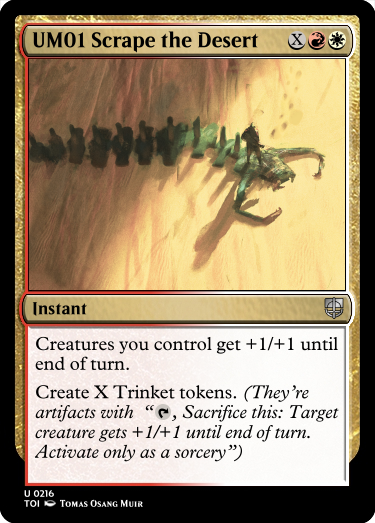 UM01 Scrape the Desert X
Instant
Creatures you control get +1/+1 until
end of turn.
Create X Trinket tokens. (They're
artifacts with ", Sacrifice this: Target
creature gets +1/+1 until end of turn.
Activate only as a sorcery")
U 0216
TOI Tomas Osang Muir